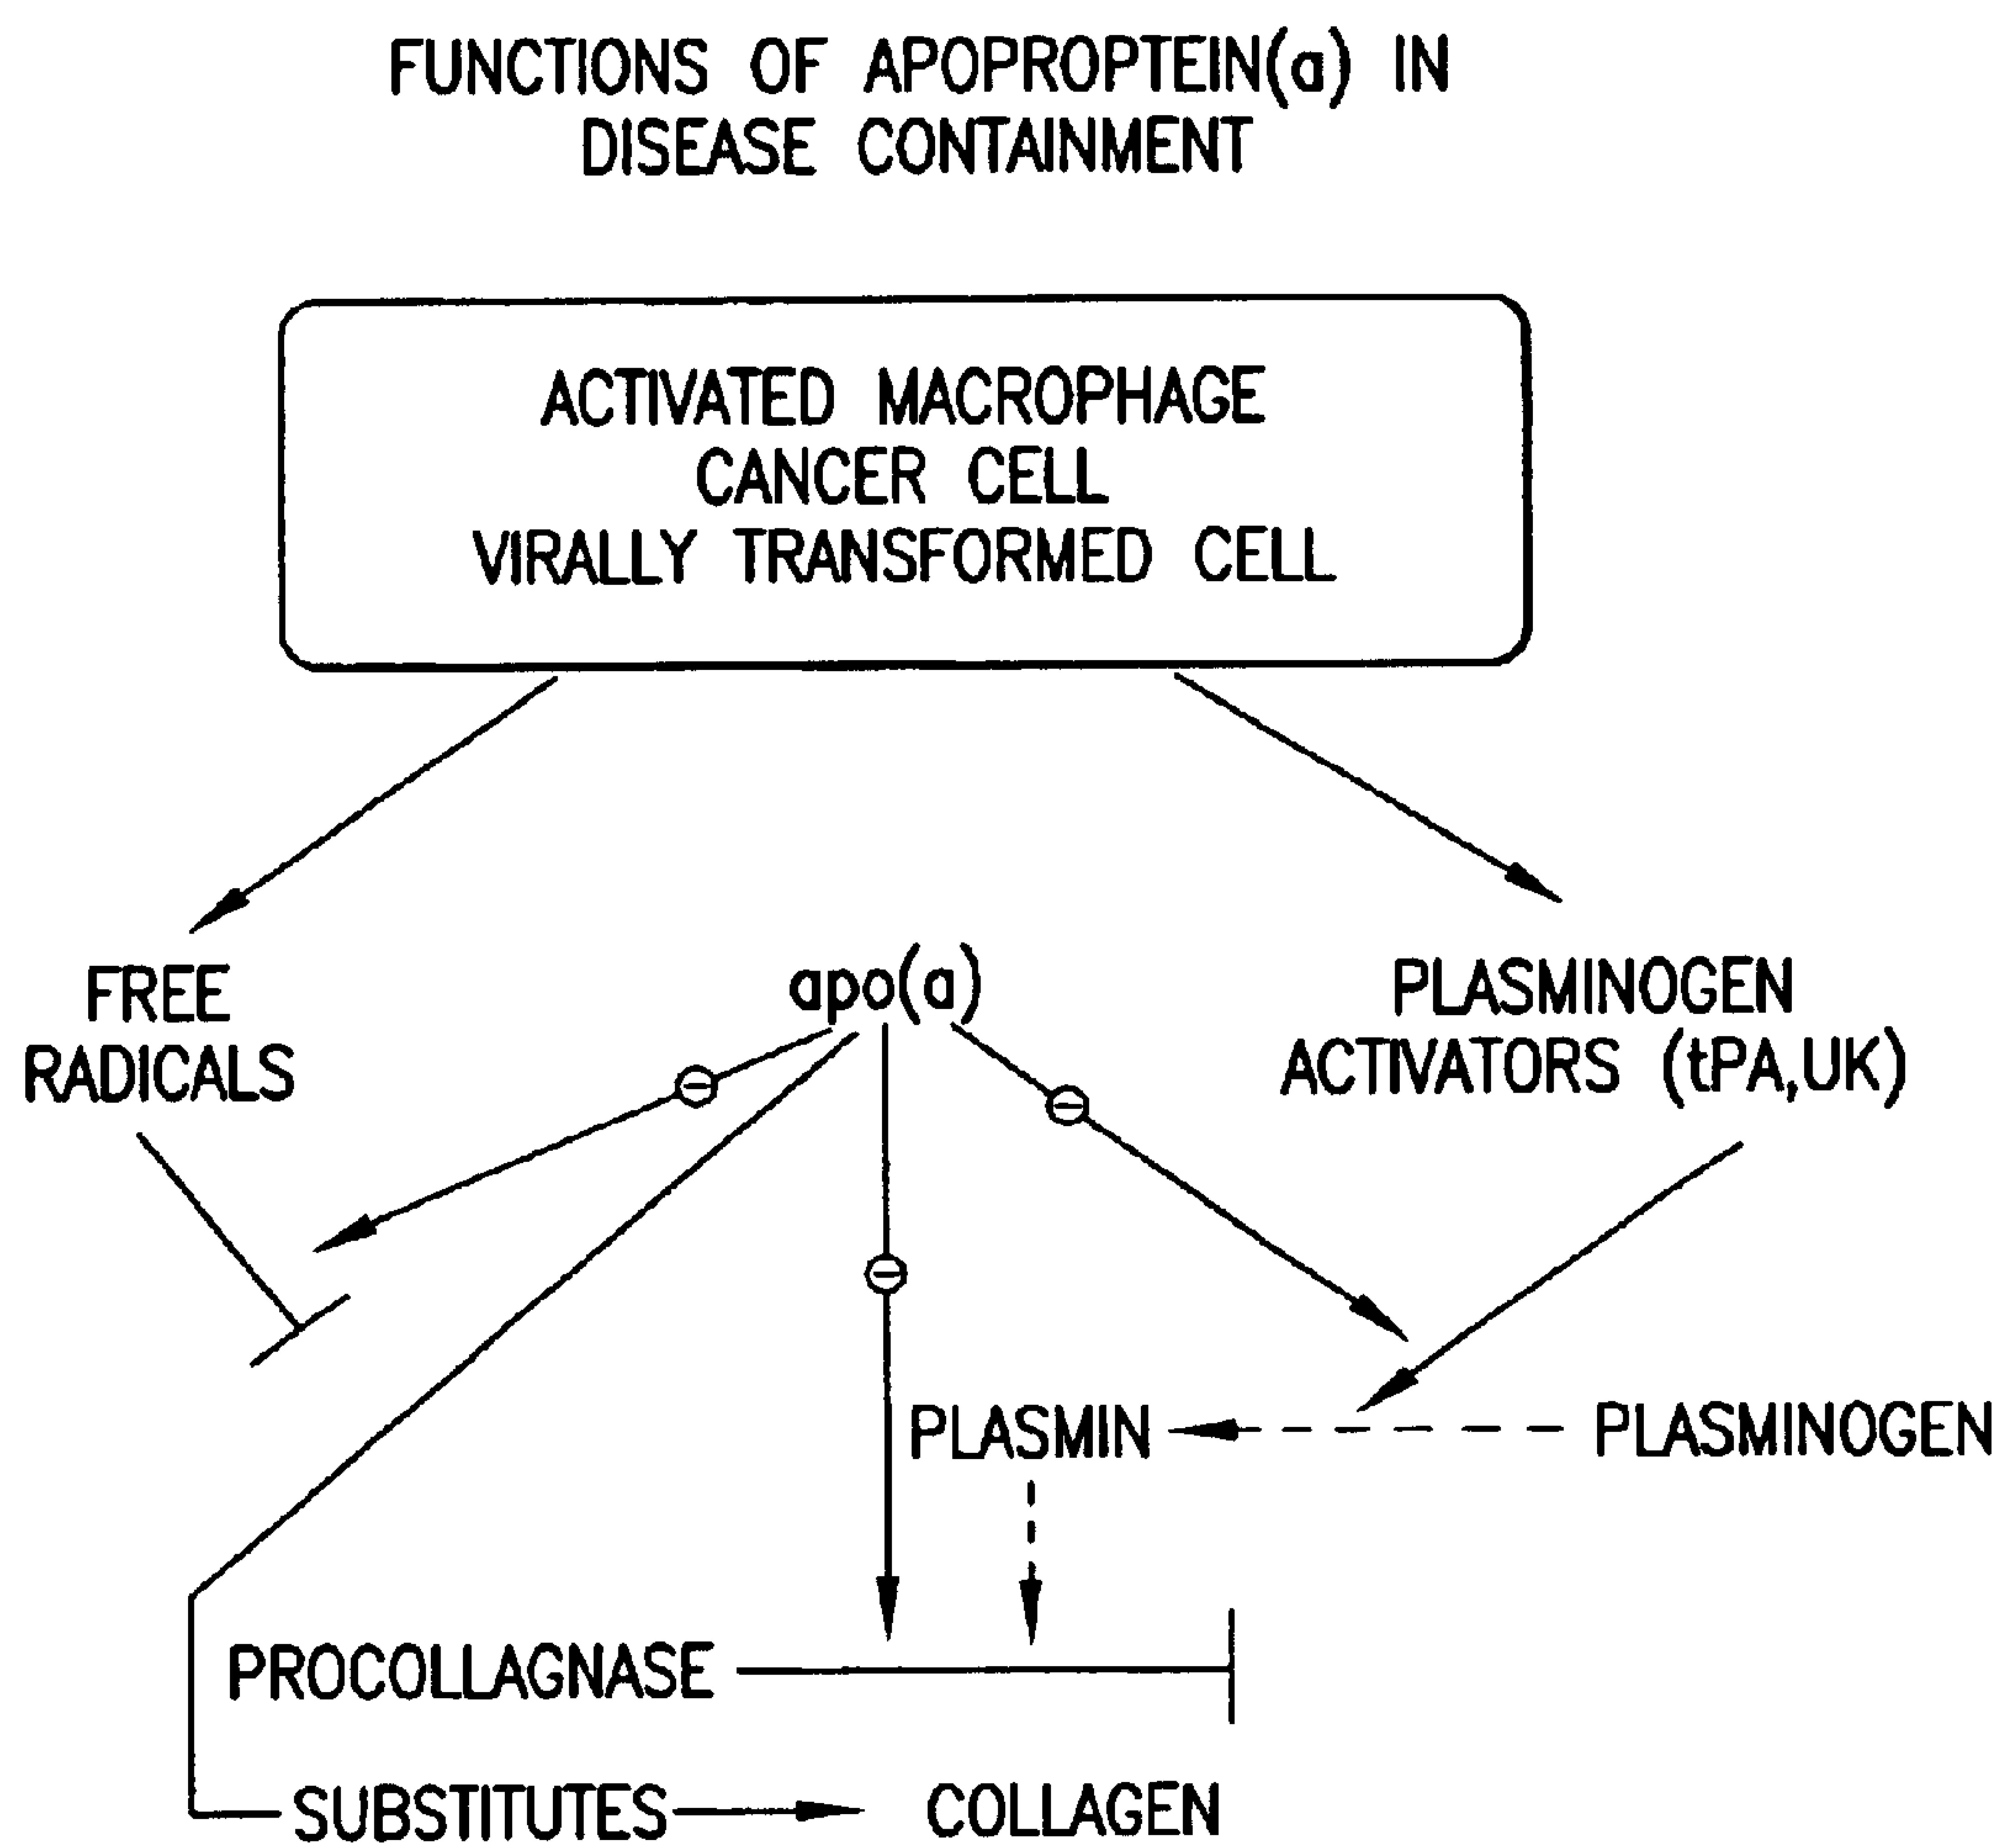 FUNCTIONS OF APOPROPTEIN(a) IN
DISEASE CONTAINMENT
ACTIVATED MACROPHAGE
CANCER CELL
VIRALLY TRANSFORMED CELL
FREE
RADICALS
apo(a)
PLASMINOGEN
ACTIVATORS (tPA,UK)
PLASMIN
PLASMINOGEN
PROCOLLAGNASE
SUBSTITUTES
COLLAGEN